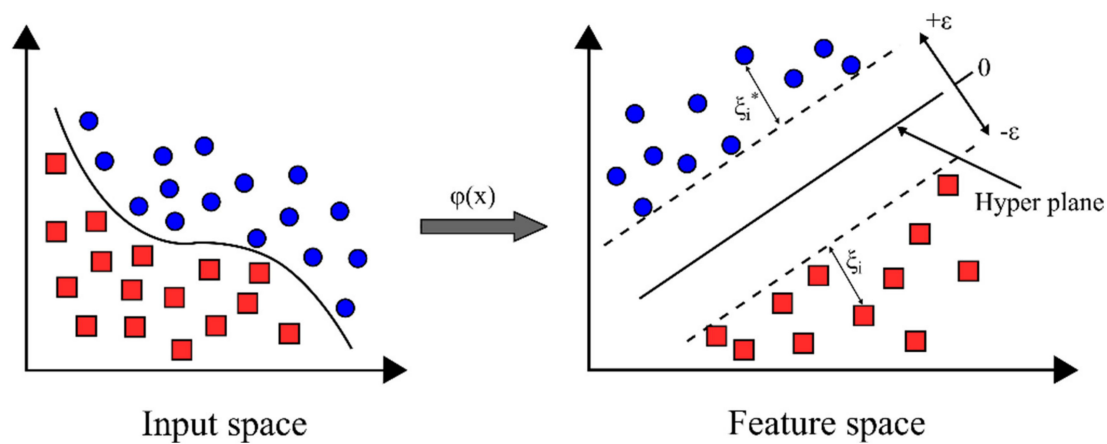 φ(x)
+ε
0
-ε
ξi*
Hyper plane
ξi
Input space
Feature space